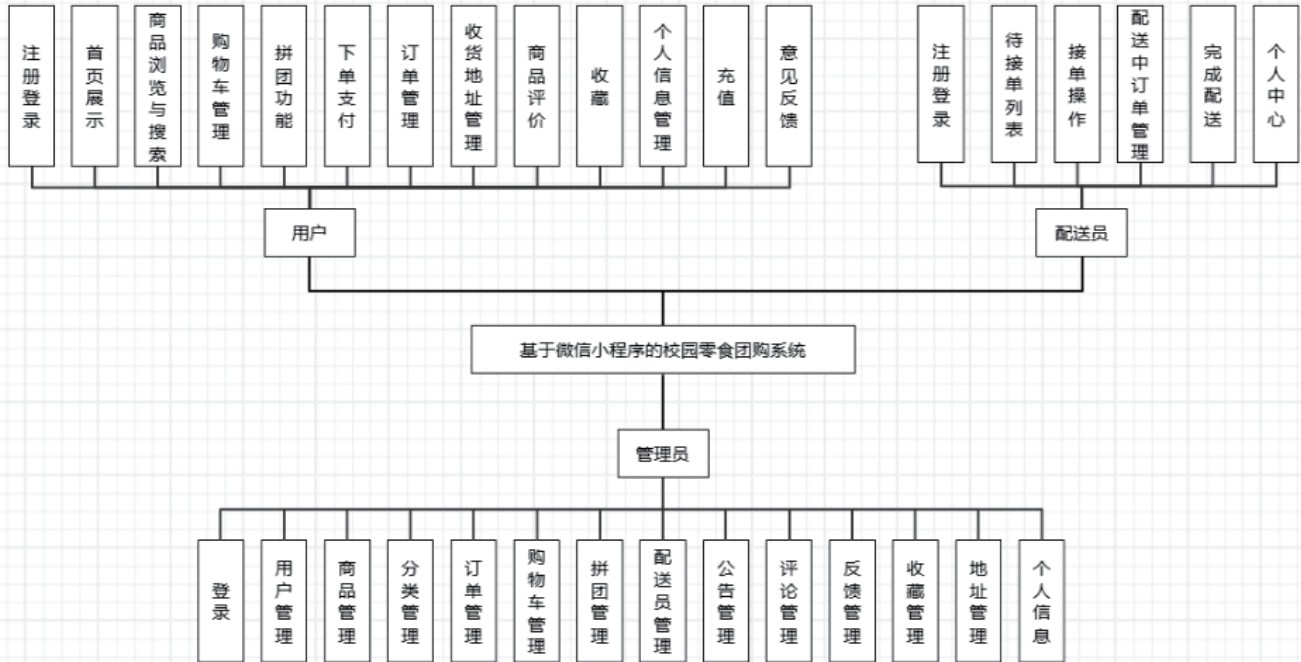 注册登录
首页展示
商品浏览与搜索
购物车管理
拼团功能
下单支付
订单管理
收货地址管理
商品评价
收藏
个人信息管理
充值
意见反馈
注册登录
待接单列表
接单操作
配送中订单管理
完成配送
个人中心
用户
配送员
基于微信小程序的校园零食团购系统
管理员
登录
用户管理
商品管理
分类管理
订单管理
购物车管理
拼团管理
配送员管理
公告管理
评论管理
反馈管理
收藏管理
地址管理
个人信息